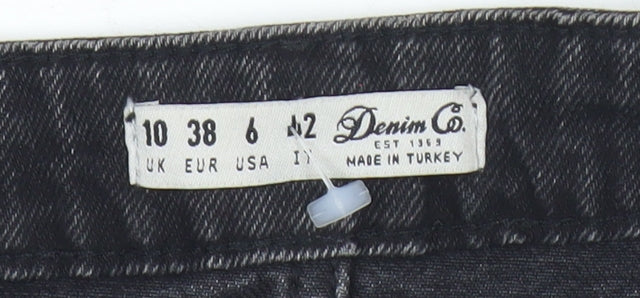 10 38 6 42 Denim Co.
EST 1969
UK EUR USA IT MADE IN TURKEY